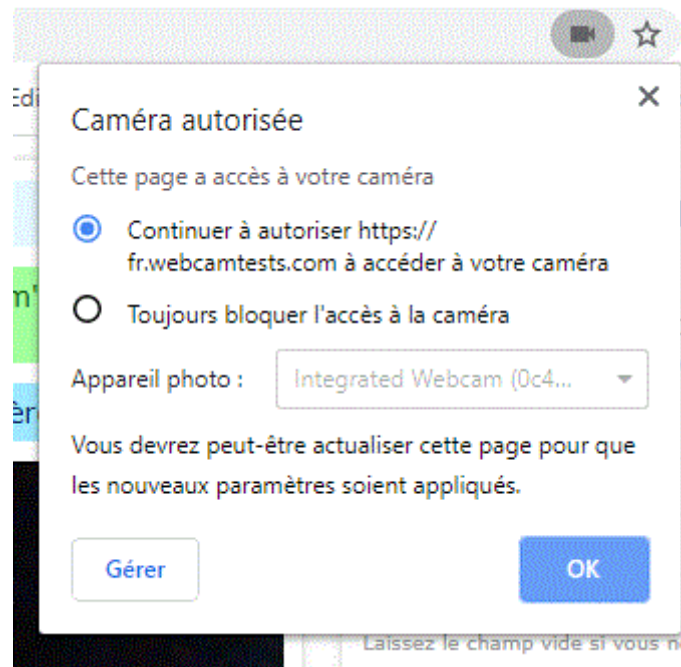 Edi
Caméra autorisée
Cette page a accès à votre caméra
Continuer à autoriser https://
fr.webcamtests.com à accéder à votre caméra
m'
Toujours bloquer l'accès à la caméra
Appareil photo :
Integrated Webcam (0c4...
èr
Vous devrez peut-être actualiser cette page pour que
les nouveaux paramètres soient appliqués.
Gérer
OK
Laissez le champ vide si vous n